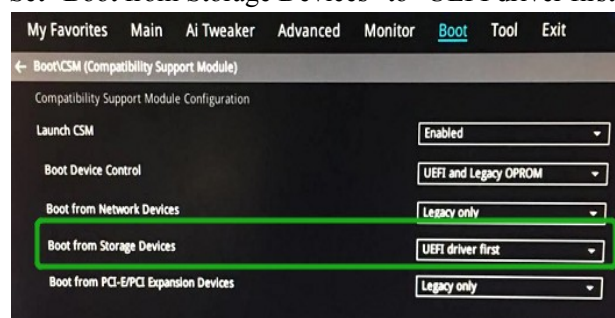 Set "Boot from Storage Devices" to "UEFI driver first
My Favorites Main Ai Tweaker Advanced Monitor Boot Tool Exit
← Boot\CSM (Compatibility Support Module)
Compatibility Support Module Configuration
Launch CSM Enabled
Boot Device Control UEFI and Legacy OPROM
Boot from Network Devices Legacy only
Boot from Storage Devices UEFI driver first
Boot from PCI-E/PCI Expansion Devices Legacy only